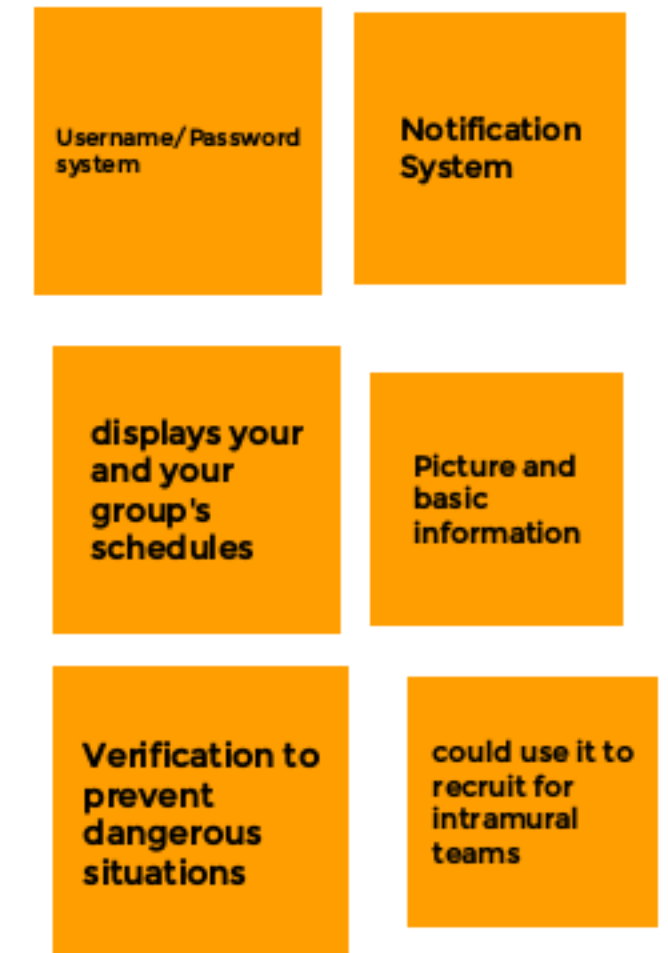 Username/Password
system
Notification
System
displays your
and your
group's
schedules
Picture and
basic
information
Verification to
prevent
dangerous
situations
could use it to
recruit for
intramural
teams